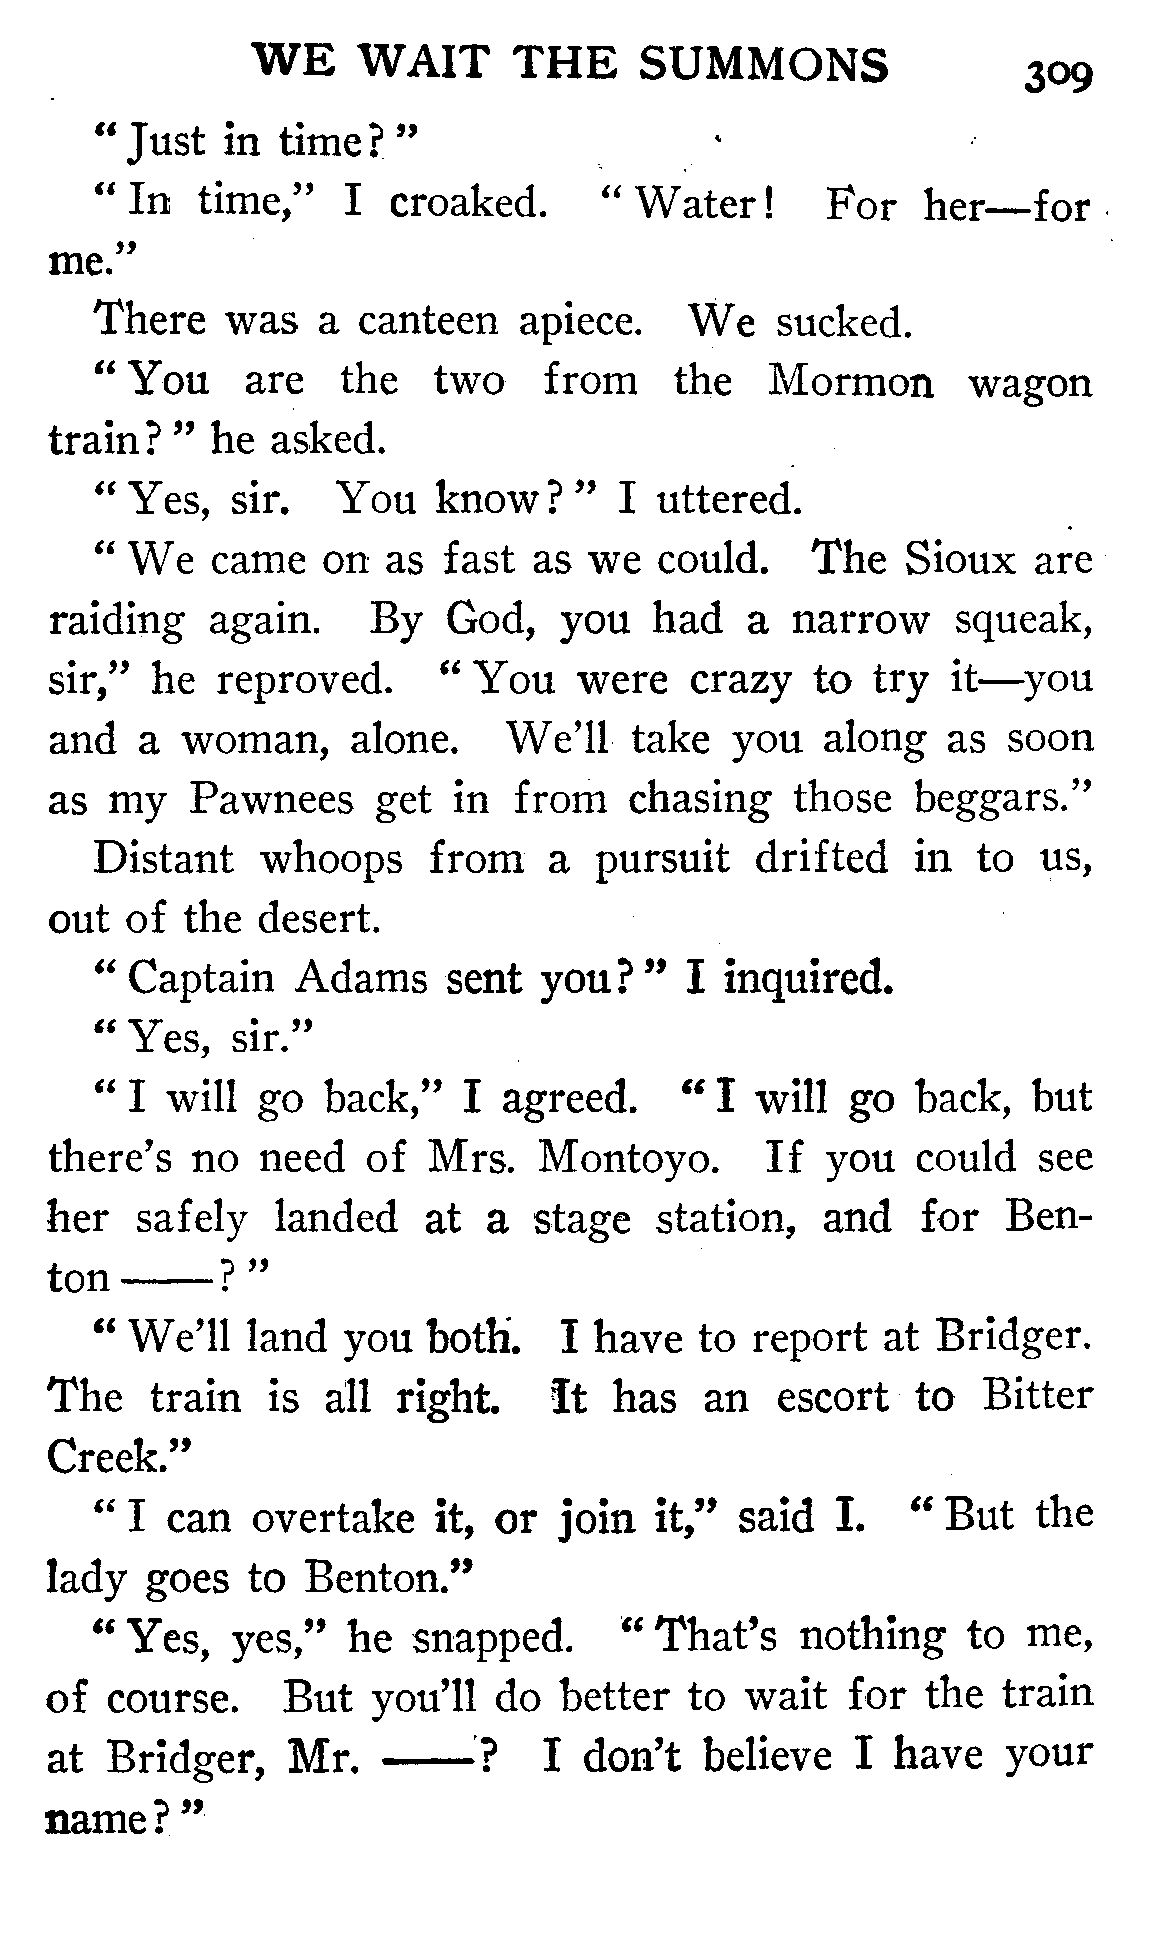 WE WAIT THE SUMMONS 309
"Just in time?"
"In time," I croaked. "Water! For her—for
me."
There was a canteen apiece. We sucked.
"You are the two from the Mormon wagon
train?" he asked.
"Yes, sir. You know?" I uttered.
"We came on as fast as we could. The Sioux are
raiding again. By God, you had a narrow squeak,
sir," he reproved. "You were crazy to try it—you
and a woman, alone. We'll take you along as soon
as my Pawnees get in from chasing those beggars."
Distant whoops from a pursuit drifted in to us,
out of the desert.
"Captain Adams sent you?" I inquired.
"Yes, sir."
"I will go back," I agreed. "I will go back, but
there's no need of Mrs. Montoyo. If you could see
her safely landed at a stage station, and for Ben-
ton ——?"
"We'll land you both. I have to report at Bridger.
The train is all right. It has an escort to Bitter
Creek."
"I can overtake it, or join it," said I. "But the
lady goes to Benton."
"Yes, yes," he snapped. "That's nothing to me,
of course. But you'll do better to wait for the train
at Bridger, Mr. ——? I don't believe I have your
name?"